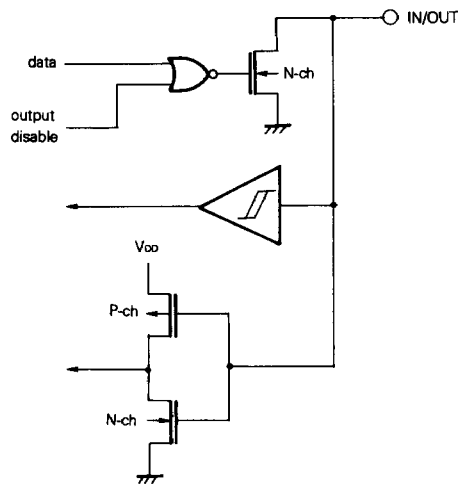 IN/OUT
data
N-ch
output
disable
VDD
P-ch
N-ch